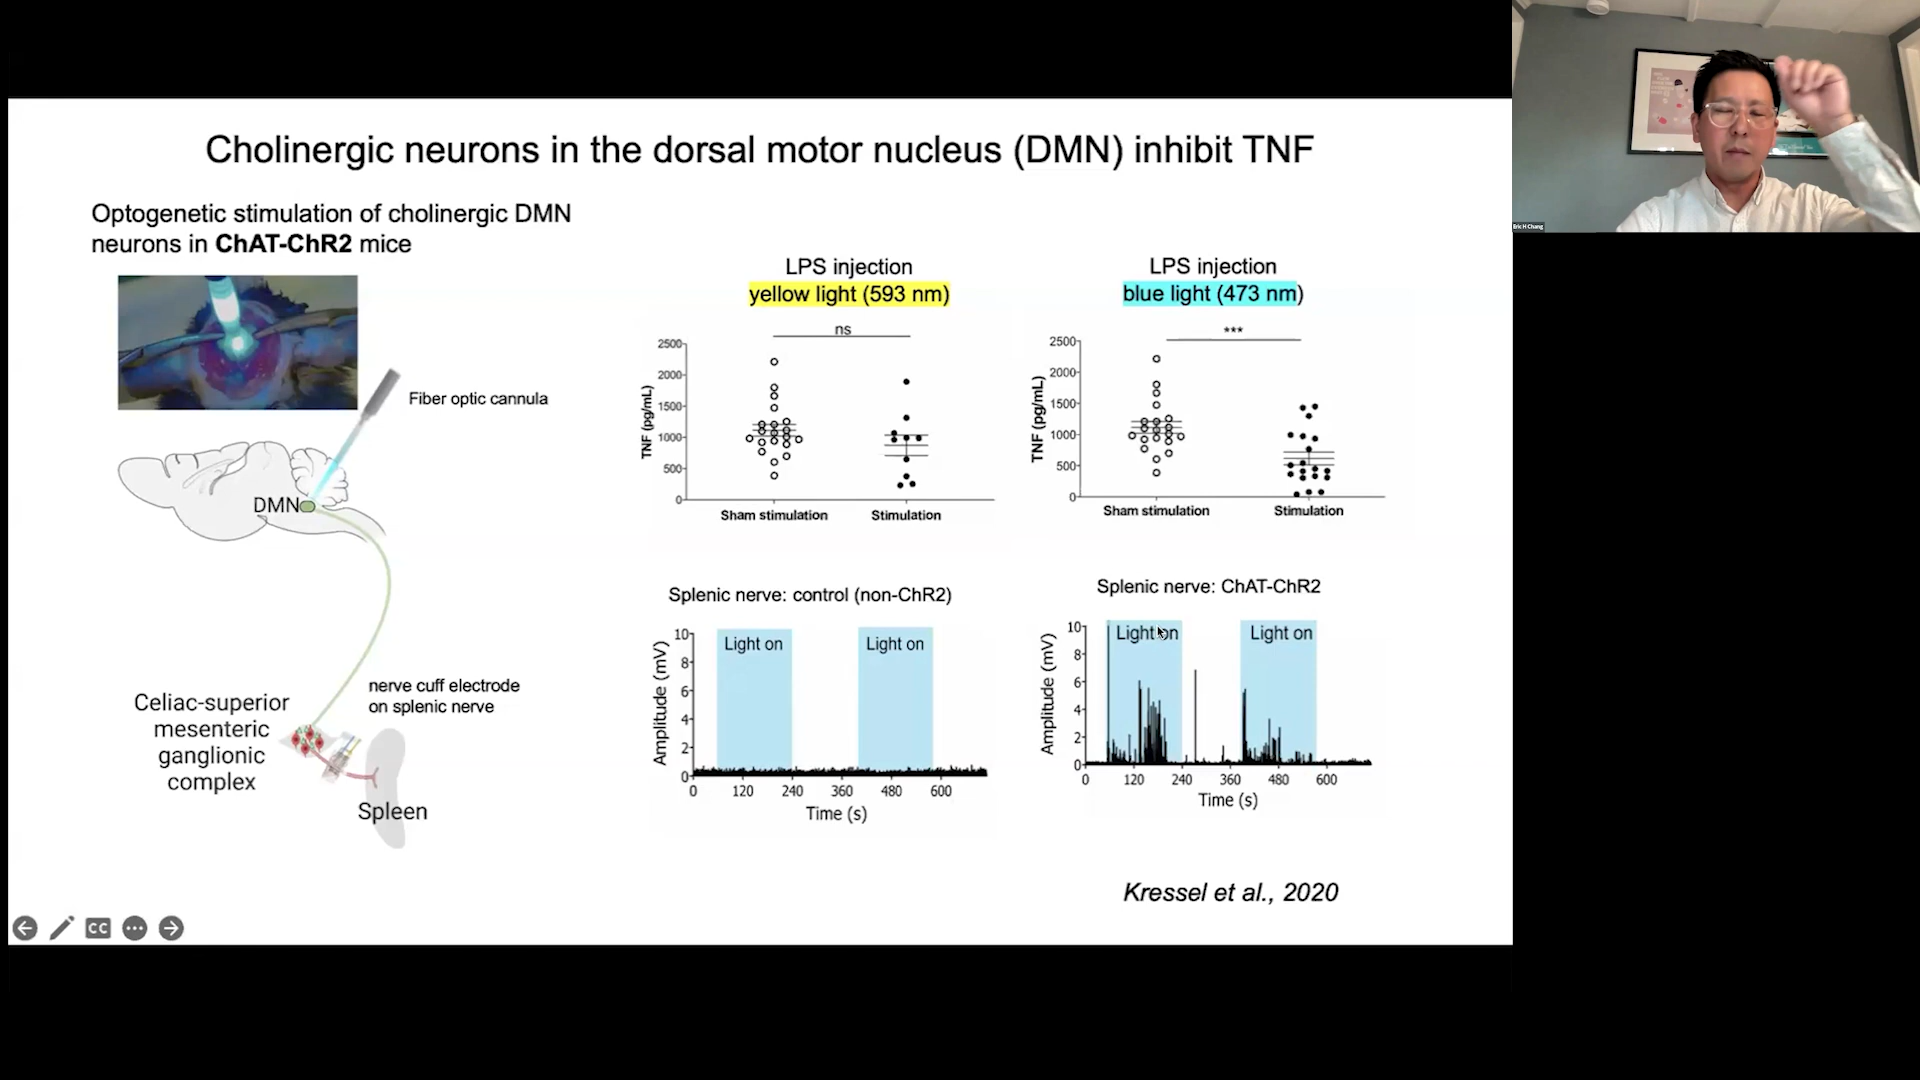 Cholinergic neurons in the dorsal motor nucleus (DMN) inhibit TNF
Optogenetic stimulation of cholinergic DMN
neurons in ChAT-ChR2 mice
Fiber optic cannula
DMN
nerve cuff electrode
on splenic nerve
Celiac-superior
mesenteric
ganglionic
complex
Spleen
LPS injection
yellow light (593 nm)
ns
2500
2000
1500
1000
500
0
TNF (pg/mL)
Sham stimulation
Stimulation
LPS injection
blue light (473 nm)
***
2500
2000
1500
1000
500
0
TNF (pg/mL)
Sham stimulation
Stimulation
Splenic nerve: control (non-ChR2)
Light on
Light on
10
8
6
4
2
0
Amplitude (mV)
0 120 240 360 480 600
Time (s)
Splenic nerve: ChAT-ChR2
Light on
Light on
10
8
6
4
2
0
Amplitude (mV)
0 120 240 360 480 600
Time (s)
Kressel et al., 2020
CC
Eric H Chang